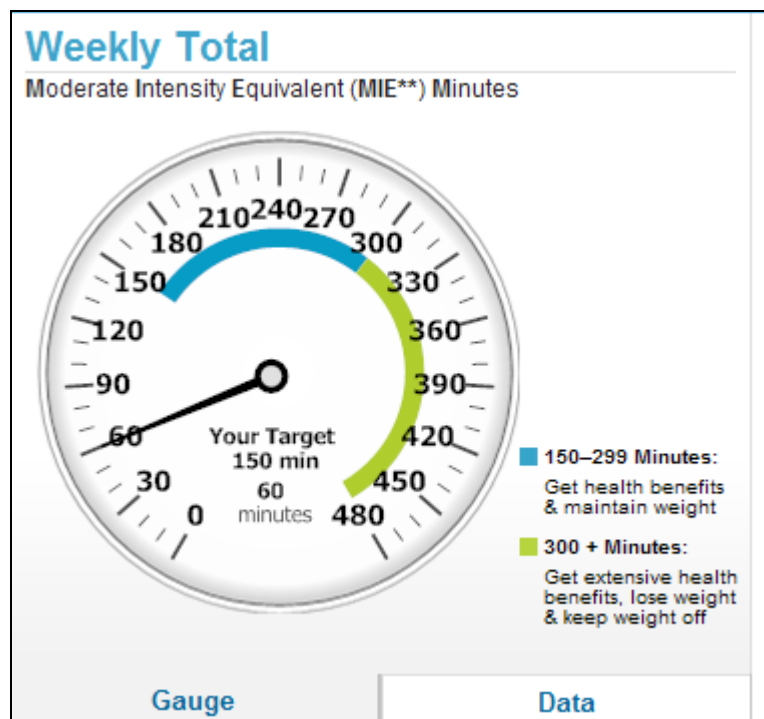 Weekly Total
Moderate Intensity Equivalent (MIE**) Minutes
0
30
60
90
120
150
180
210
240
270
300
330
360
390
420
450
480
Your Target
150 min
60
minutes
150–299 Minutes:
Get health benefits
& maintain weight
300 + Minutes:
Get extensive health
benefits, lose weight
& keep weight off
Gauge
Data